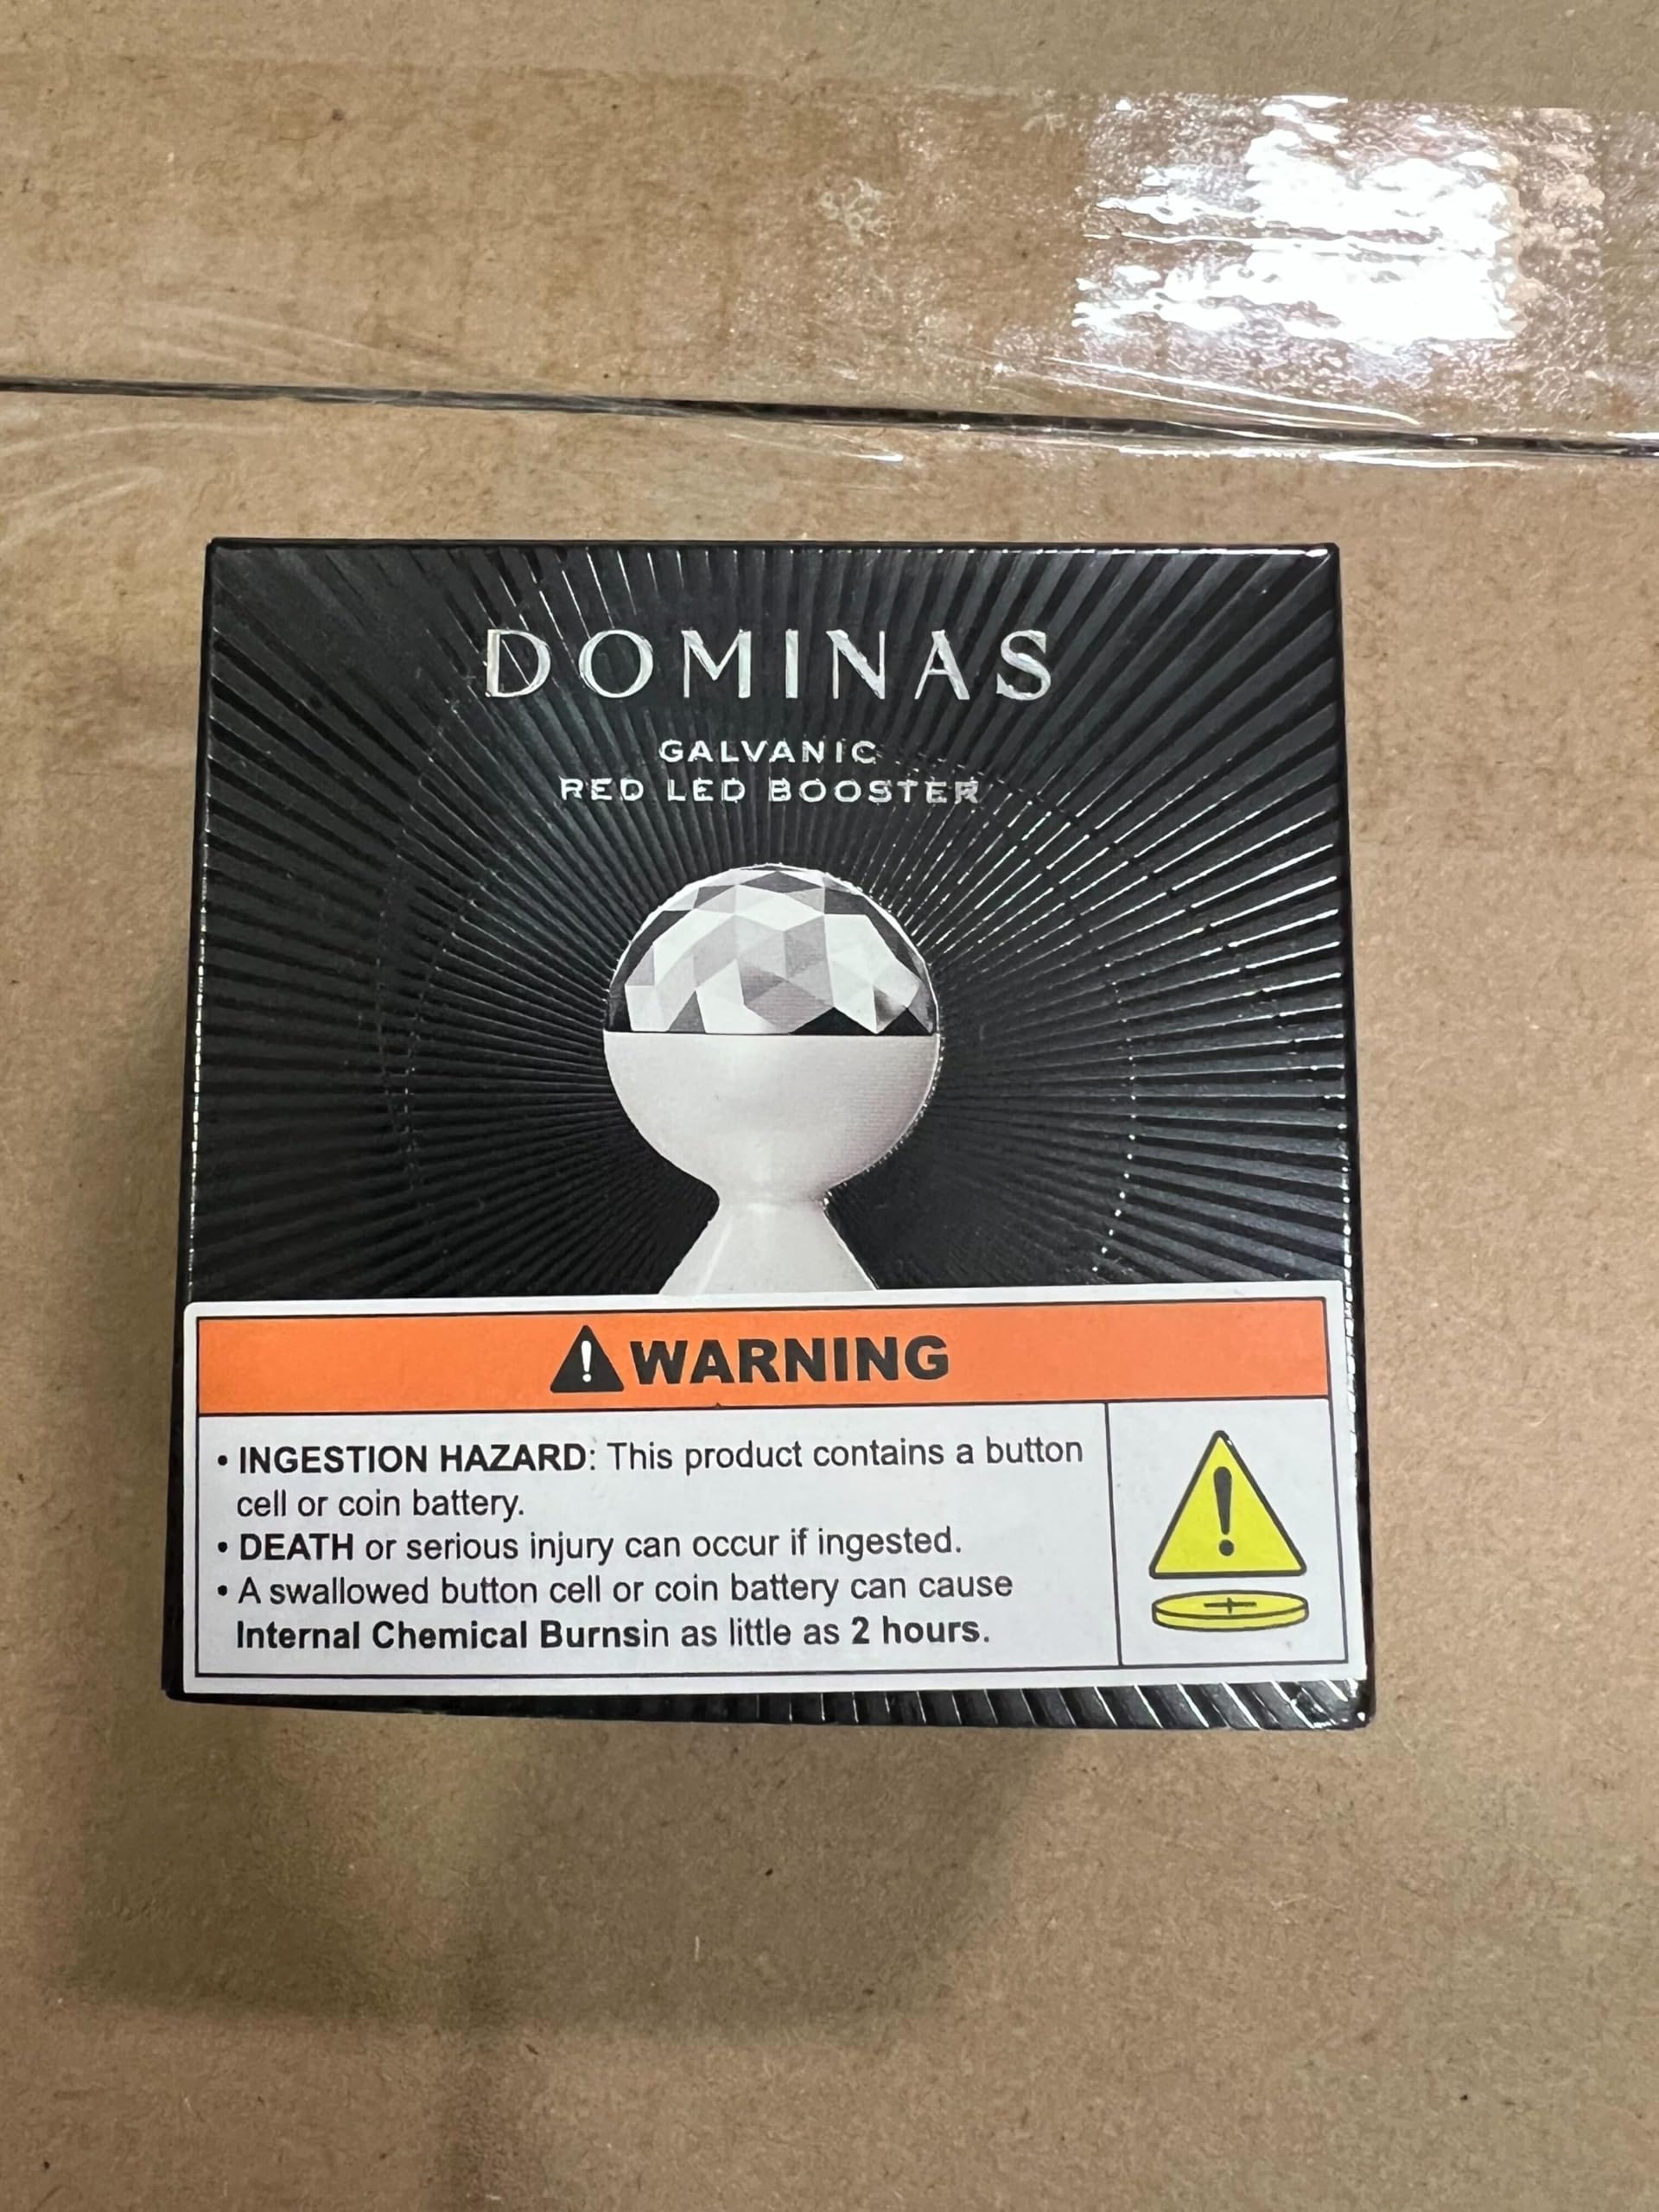 DOMINAS
GALVANIC
RED LED BOOSTER
WARNING
• INGESTION HAZARD: This product contains a button
cell or coin battery.
• DEATH or serious injury can occur if ingested.
• A swallowed button cell or coin battery can cause
Internal Chemical Burnsin as little as 2 hours.